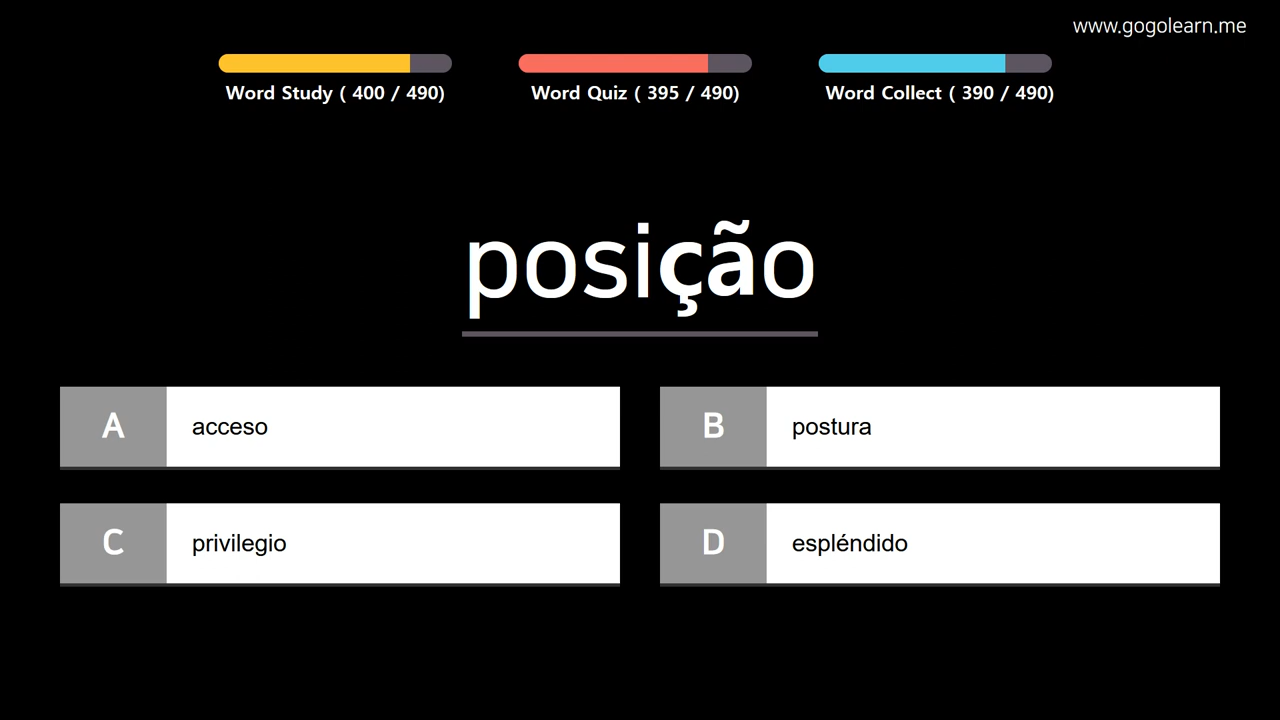 www.gogolearn.me
Word Study ( 400 / 490)
Word Quiz ( 395 / 490)
Word Collect ( 390 / 490)
posição
A acceso
B postura
C privilegio
D espléndido